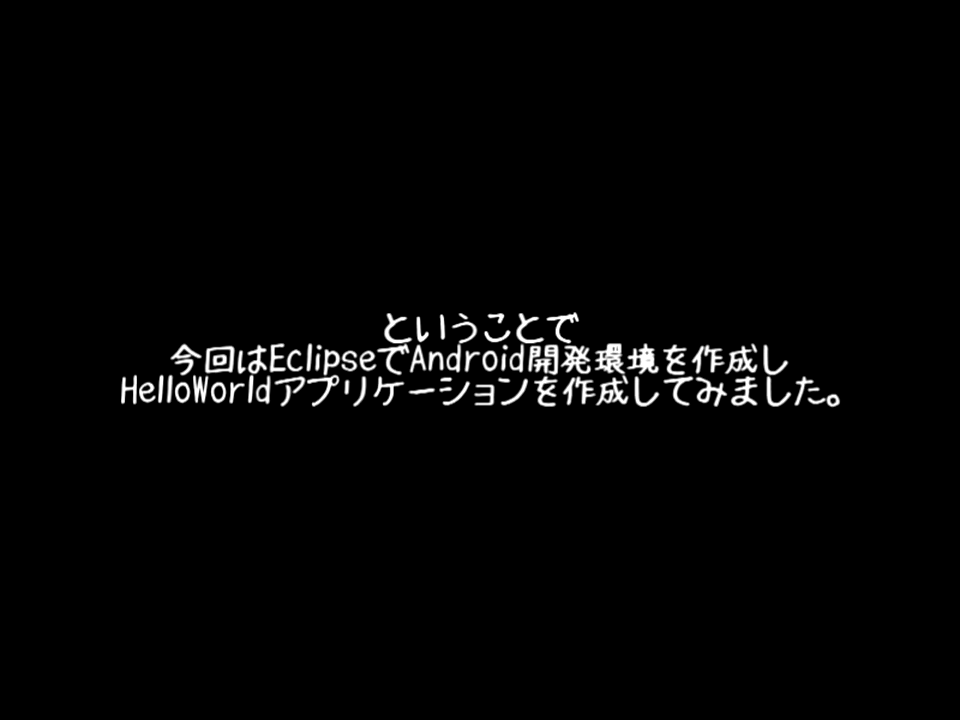 ということで
今回はEclipseでAndroid開発環境を作成し
HelloWorldアプリケーションを作成してみました。